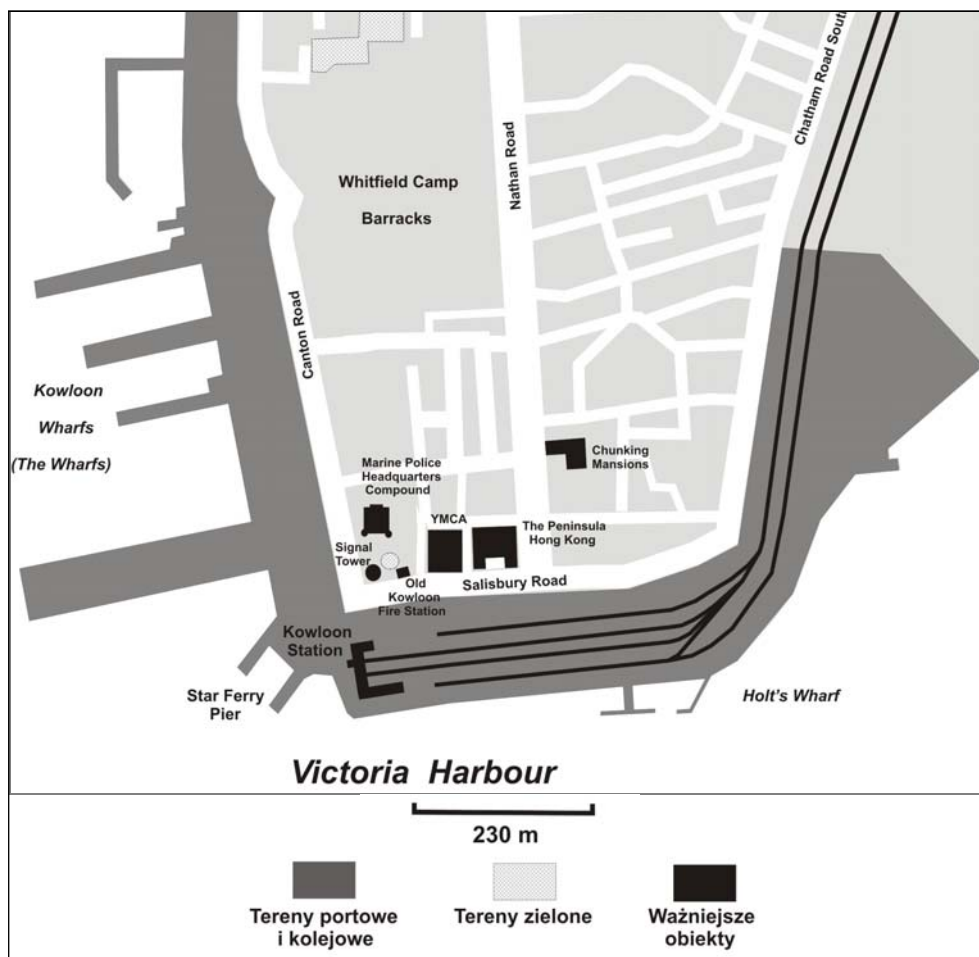 Chatham Road South
Nathan Road
Whitfield Camp
Barracks
Canton Road
Kowloon
Wharfs
(The Wharfs)
Chunking
Mansions
Marine Police
Headquarters
Compound
YMCA
The Peninsula
Hong Kong
Signal
Tower
Old
Kowloon
Fire Station
Salisbury Road
Kowloon
Station
Star Ferry
Pier
Holt's Wharf
Victoria Harbour
230 m
Tereny portowe
i kolejowe
Tereny zielone
Ważniejsze
obiekty